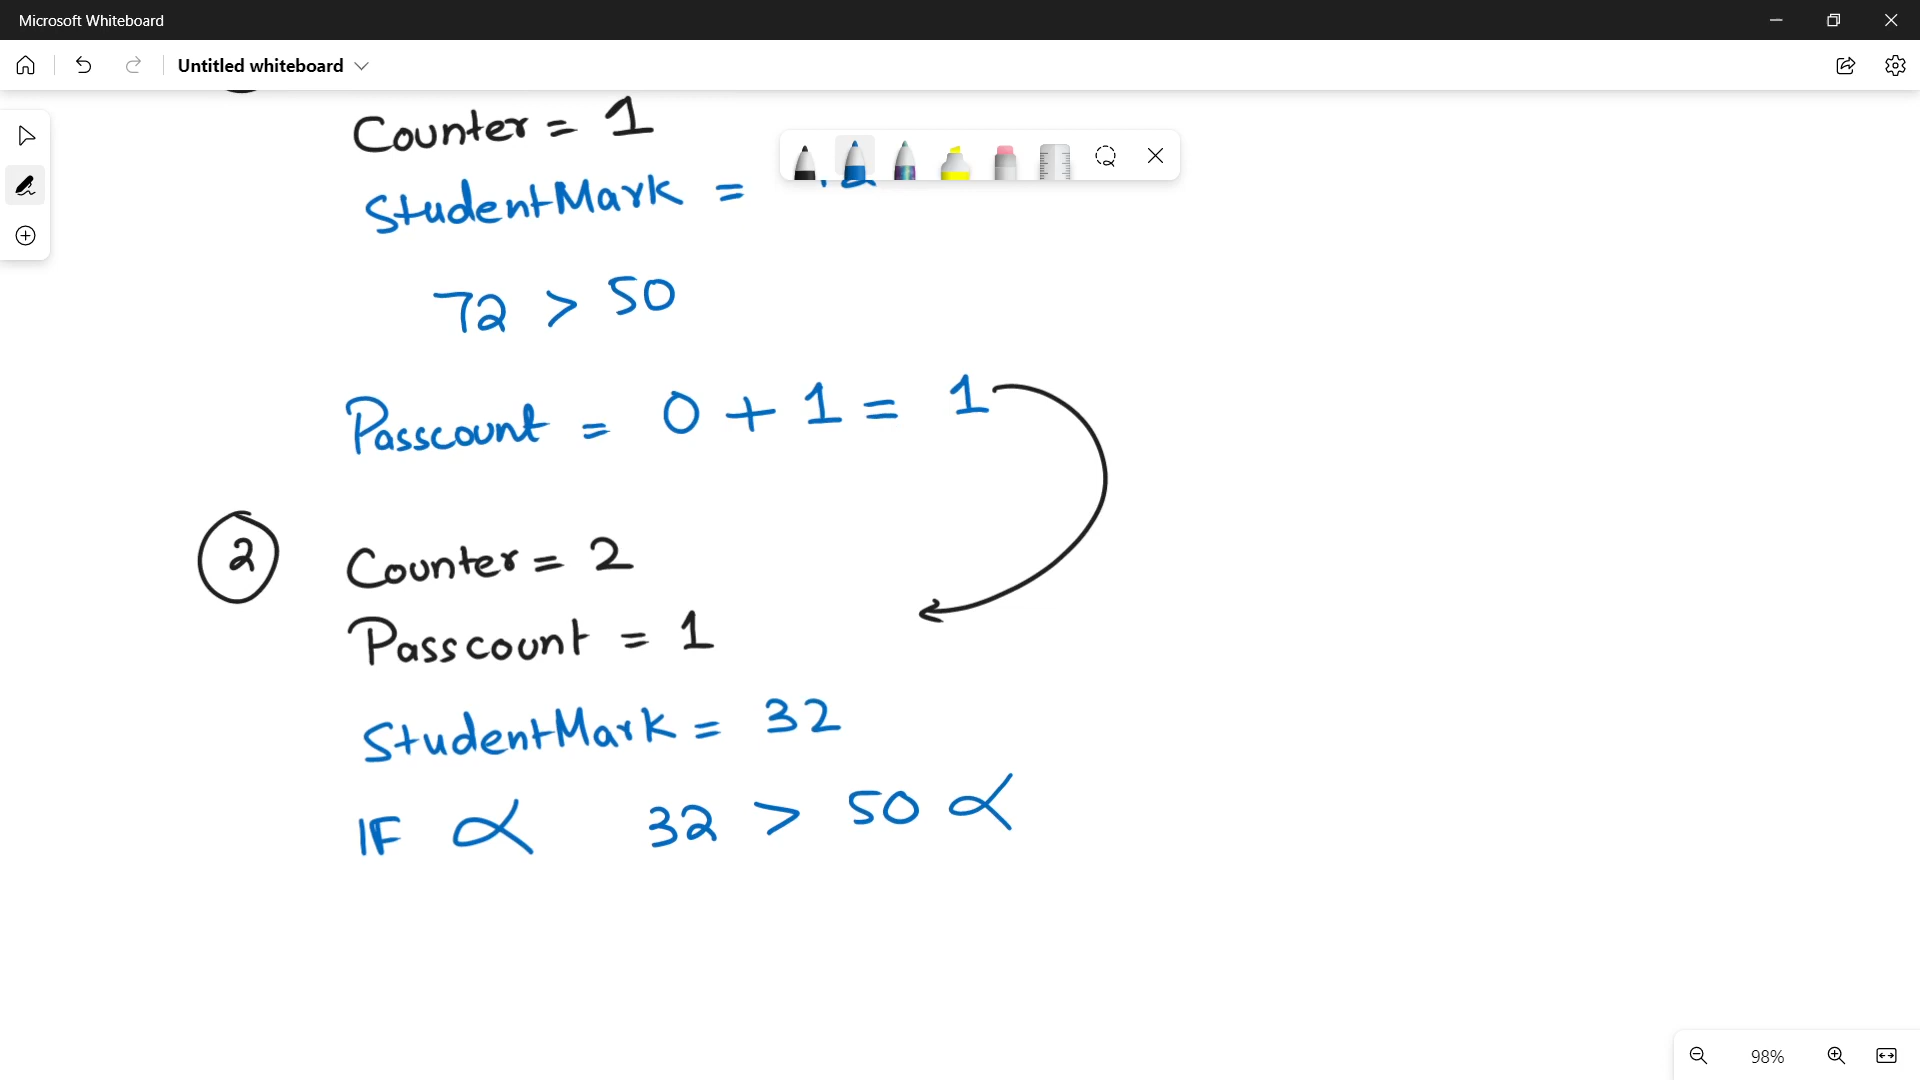 Microsoft Whiteboard
Untitled whiteboard
Counter = 1
StudentMark =
72 > 50
Passcount = 0 + 1 = 1
2
Counter = 2
Passcount = 1
StudentMark = 32
IF 32 > 50
98%